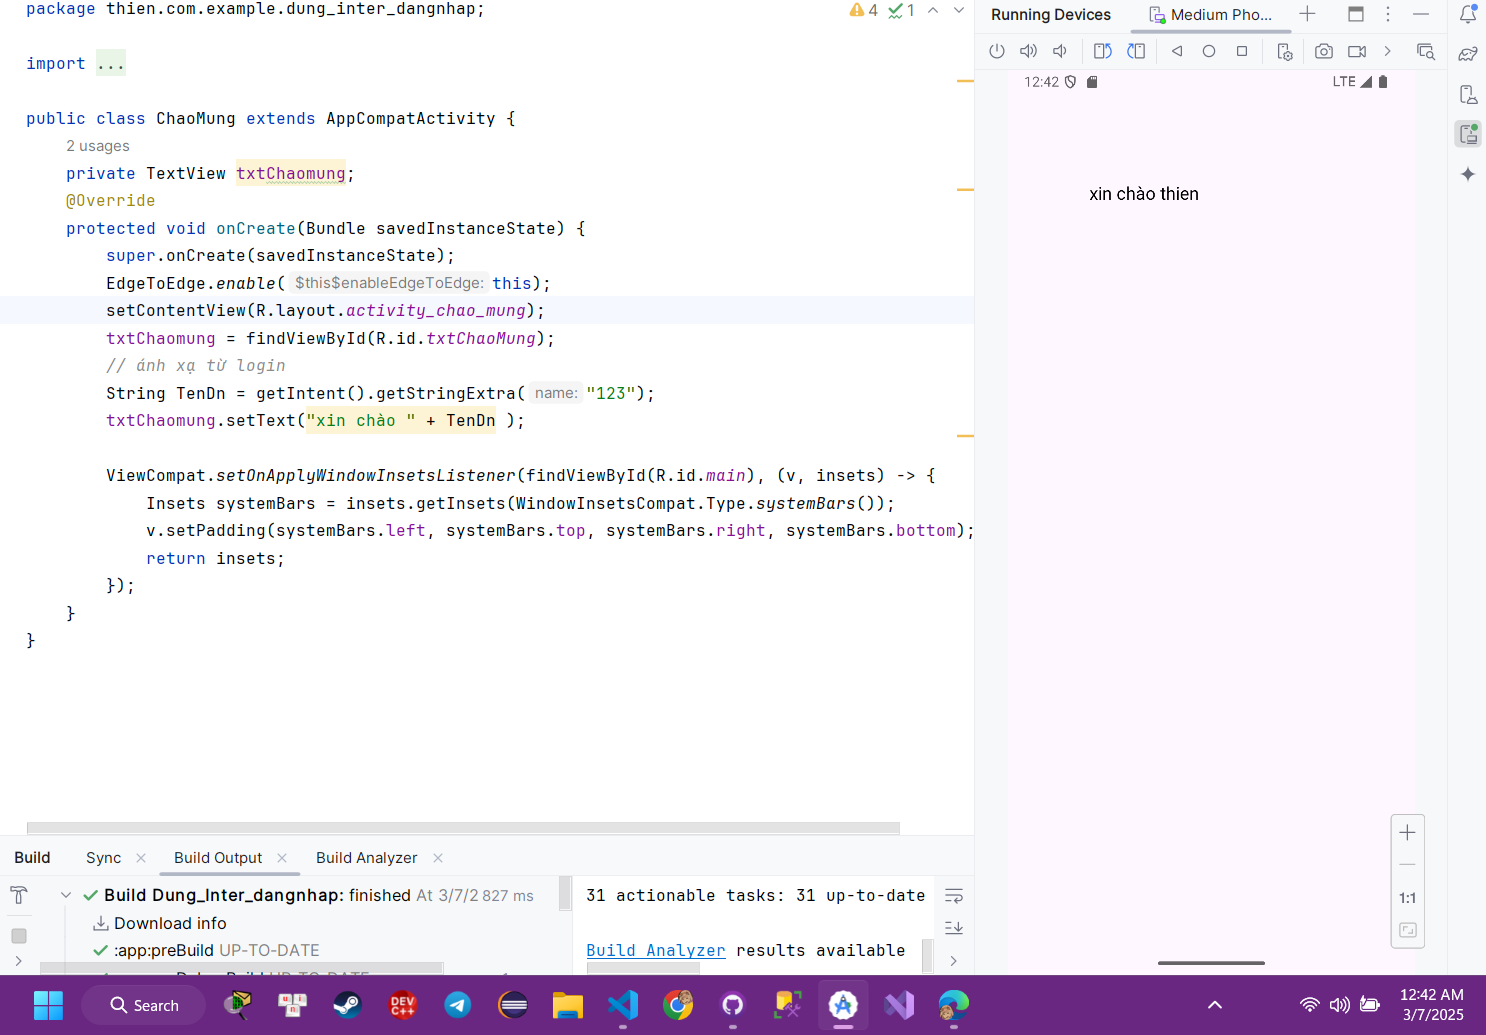 package thien.com.example.dung_inter_dangnhap;
4 1
import ...
public class ChaoMung extends AppCompatActivity {
2 usages
private TextView txtChaomung;
@Override
protected void onCreate(Bundle savedInstanceState) {
super.onCreate(savedInstanceState);
EdgeToEdge.enable( $this$enableEdgeToEdge: this);
setContentView(R.layout.activity_chao_mung);
txtChaomung = findViewById(R.id.txtChaoMung);
// ánh xạ từ login
String TenDn = getIntent().getStringExtra( name: "123");
txtChaomung.setText("xin chào " + TenDn );
ViewCompat.setOnApplyWindowInsetsListener(findViewById(R.id.main), (v, insets) -> {
Insets systemBars = insets.getInsets(WindowInsetsCompat.Type.systemBars());
v.setPadding(systemBars.left, systemBars.top, systemBars.right, systemBars.bottom);
return insets;
});
}
}
Running Devices Medium Pho...
12:42 LTE
xin chào thien
1:1
Build Sync Build Output Build Analyzer
Build Dung_Inter_dangnhap: finished At 3/7/2 827 ms
Download info
:app:preBuild UP-TO-DATE
31 actionable tasks: 31 up-to-date
Build Analyzer results available
Search
DEV C++
12:42 AM
3/7/2025